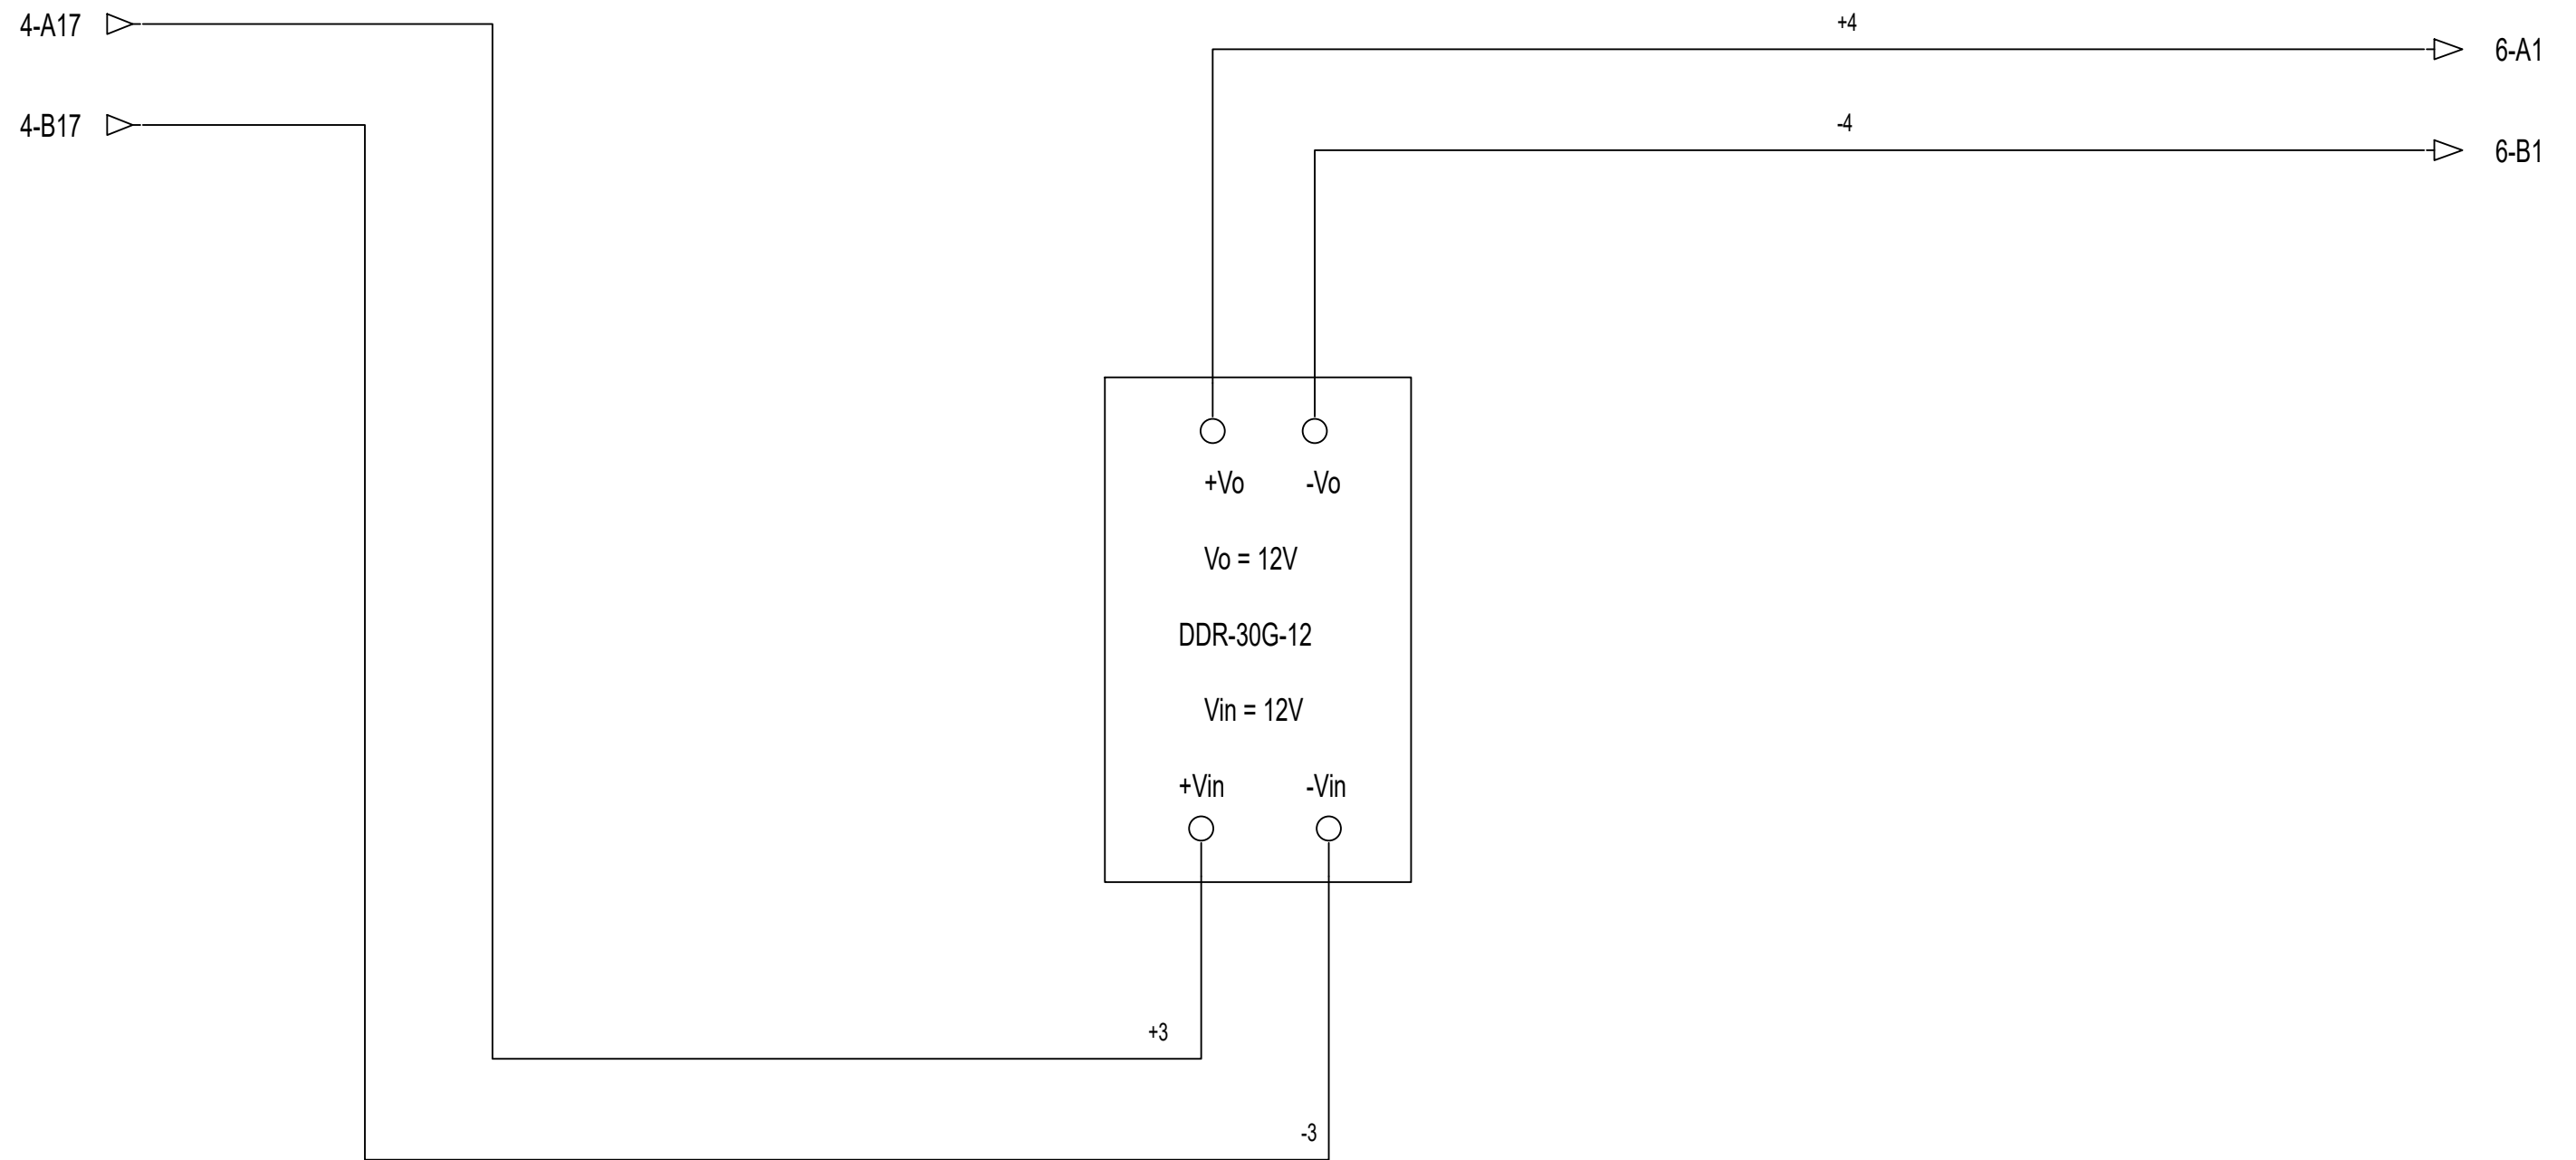 4-A17
+4
6-A1
4-B17
-4
6-B1
+Vo -Vo
Vo = 12V
DDR-30G-12
Vin = 12V
+Vin -Vin
+3
-3